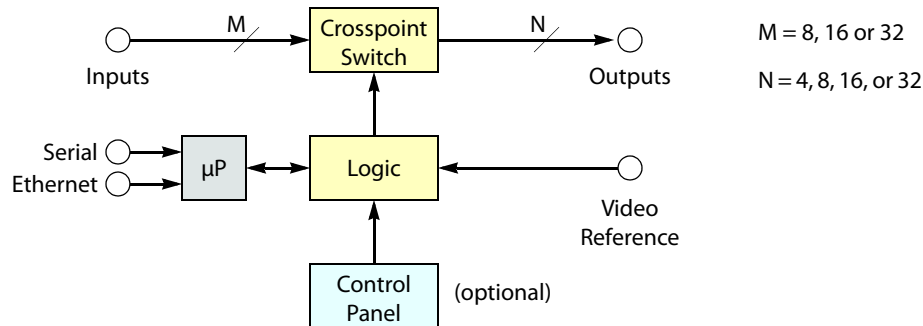 M
Crosspoint
Switch
N
Inputs
Outputs
M = 8, 16 or 32
N = 4, 8, 16, or 32
Serial
Ethernet
µP
Logic
Video
Reference
Control
Panel
(optional)